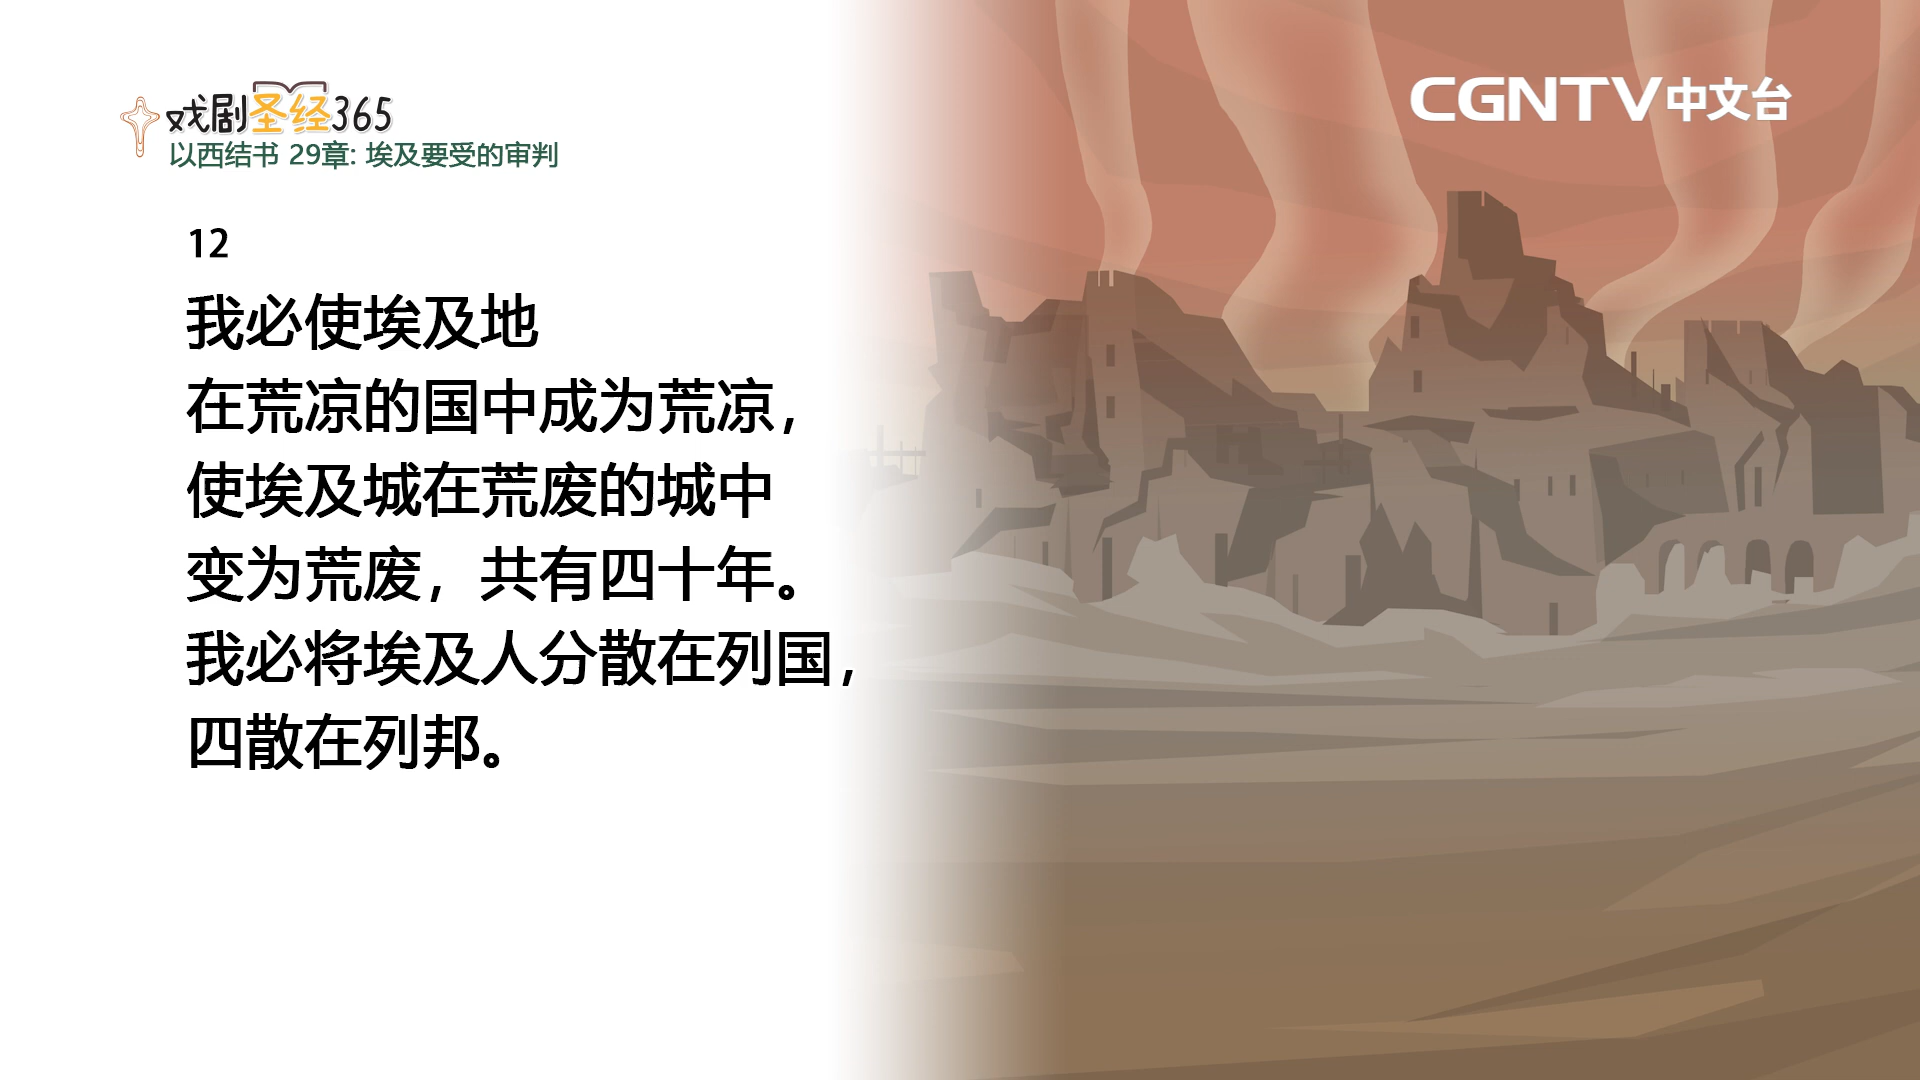 戏剧圣经365
CGNTV中文台
以西结书 29章: 埃及要受的审判
12
我必使埃及地
在荒凉的国中成为荒凉，
使埃及城在荒废的城中
变为荒废，共有四十年。
我必将埃及人分散在列国，
四散在列邦。